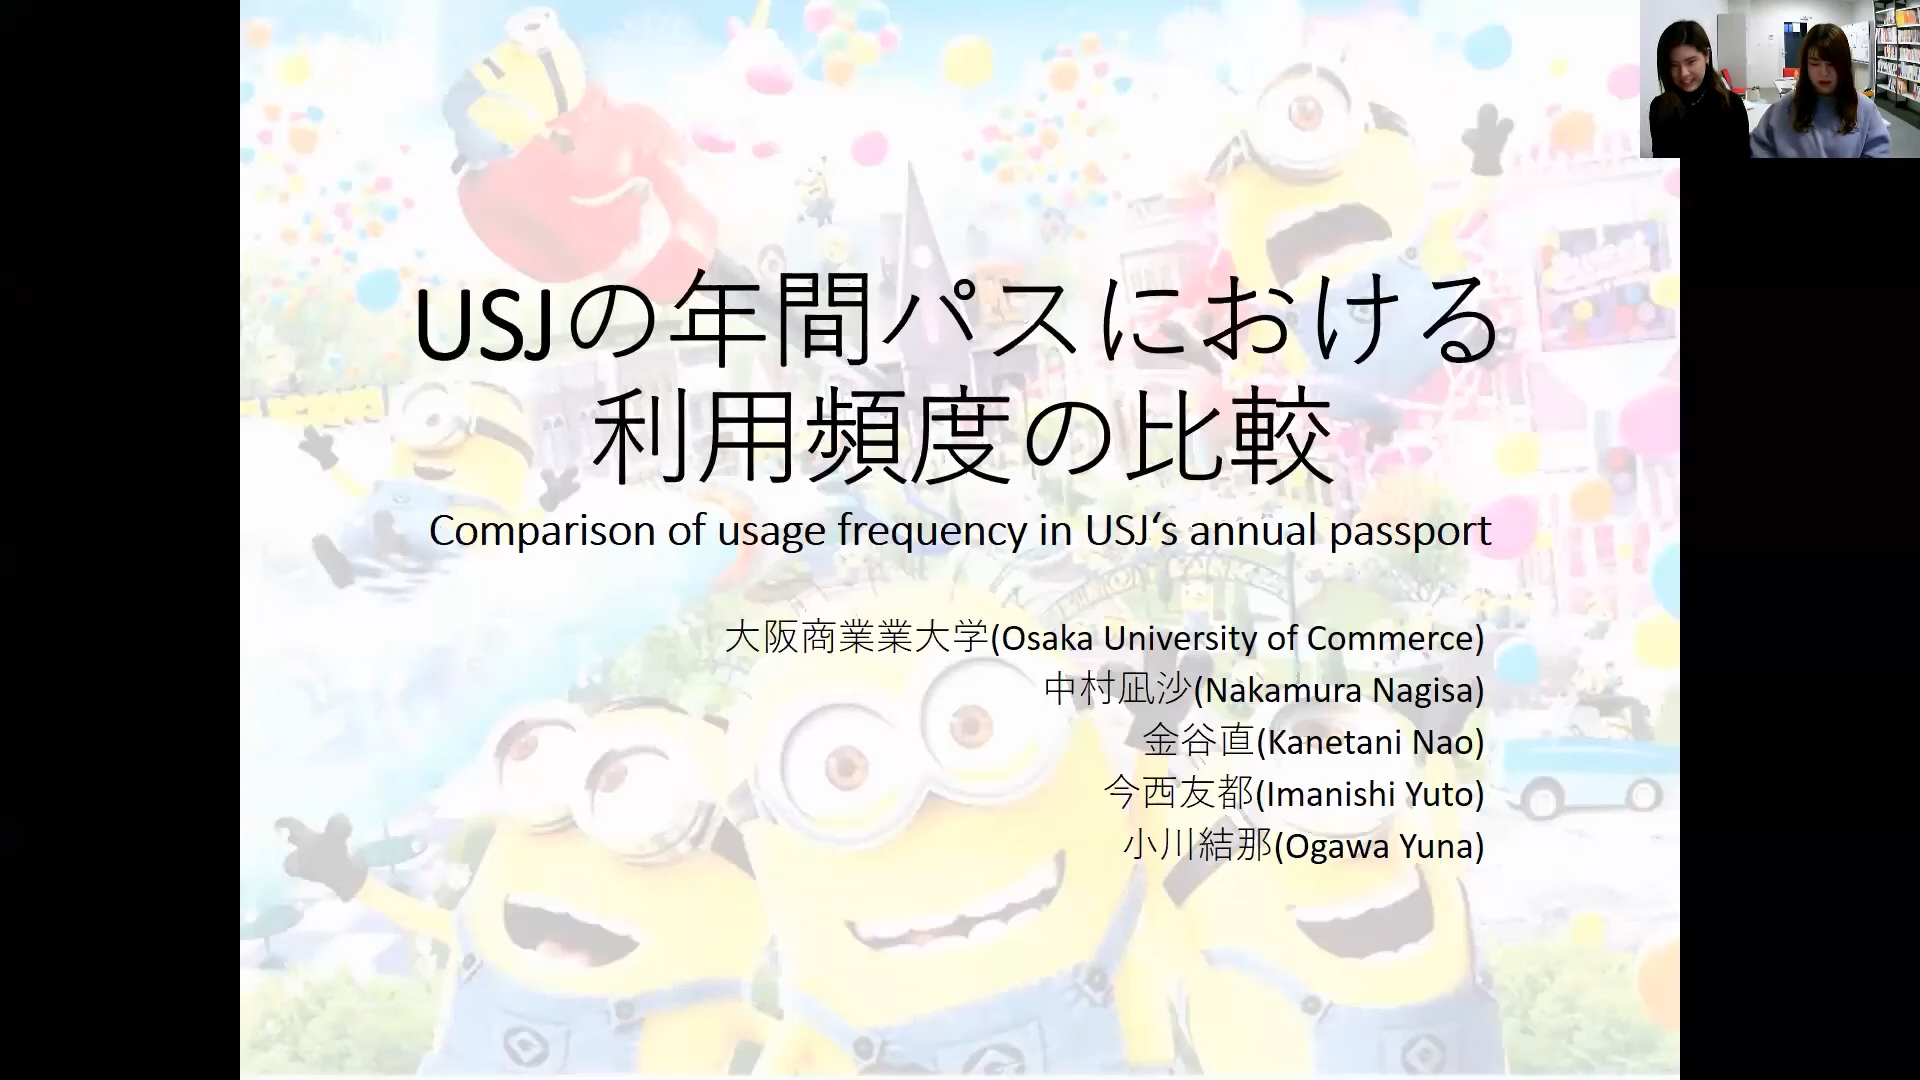 USJの年間パスにおける
利用頻度の比較
Comparison of usage frequency in USJ‘s annual passport
大阪商業業大学(Osaka University of Commerce)
中村凪沙(Nakamura Nagisa)
金谷直(Kanetani Nao)
今西友都(Imanishi Yuto)
小川結那(Ogawa Yuna)